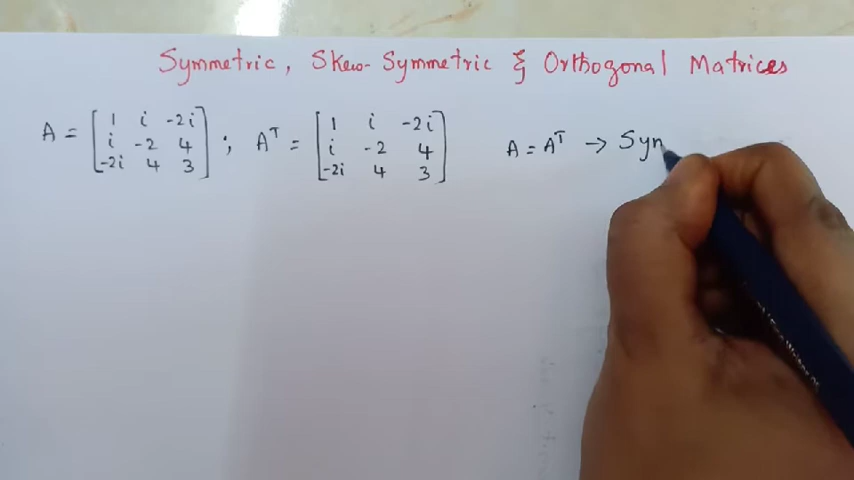 Symmetric, Skew-Symmetric & Orthogonal Matrices
A = [1 i -2i; A^T = [1 i -2i A = A^T → Sym
i -2 4 i -2 4
-2i 4 3] -2i 4 3]